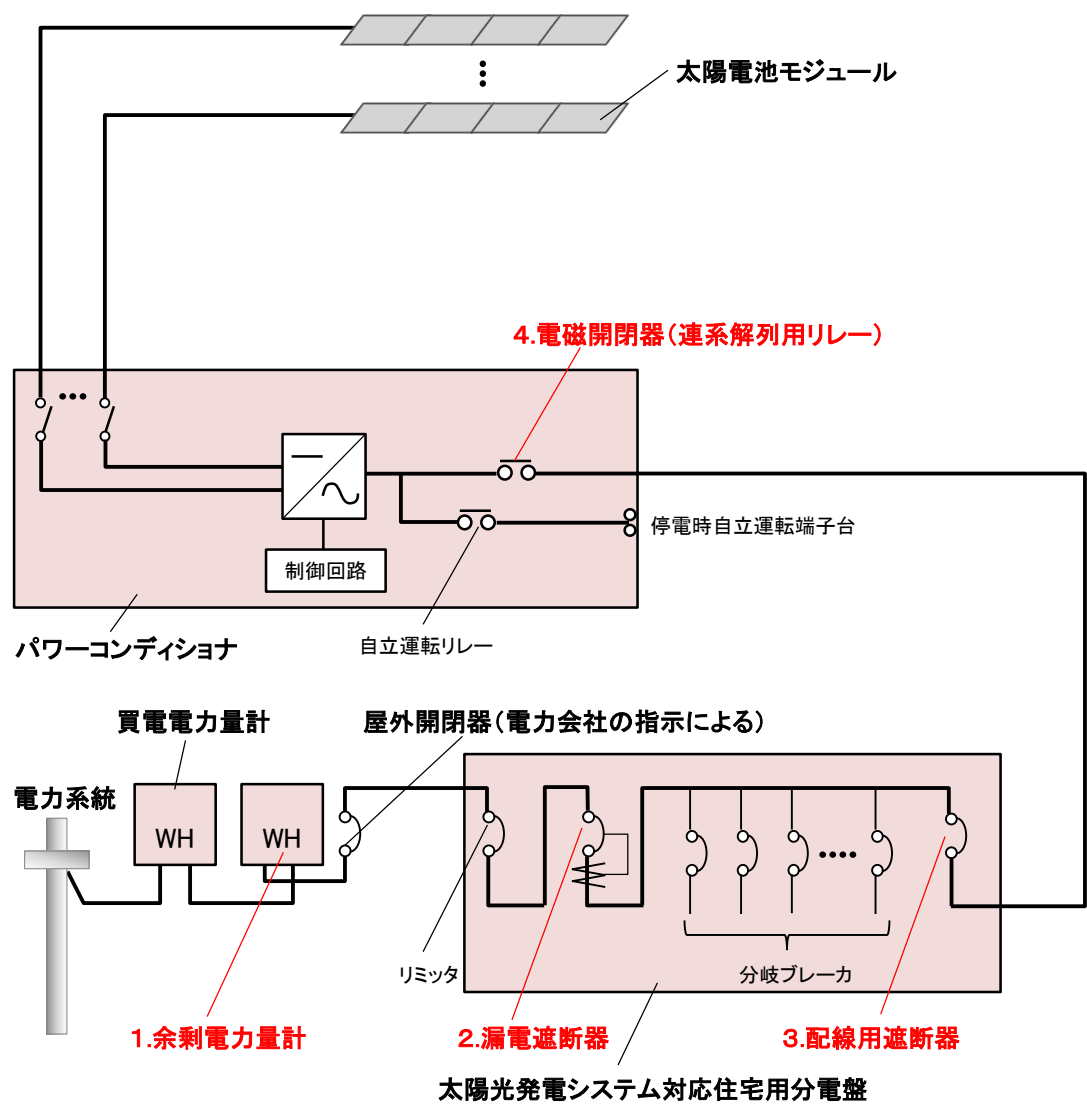 太陽電池モジュール
4.電磁開閉器(連系解列用リレー)
停電時自立運転端子台
制御回路
パワーコンディショナ
自立運転リレー
買電電力量計
屋外開閉器(電力会社の指示による)
電力系統
WH
WH
リミッタ
分岐ブレーカ
1.余剰電力量計
2.漏電遮断器
3.配線用遮断器
太陽光発電システム対応住宅用分電盤